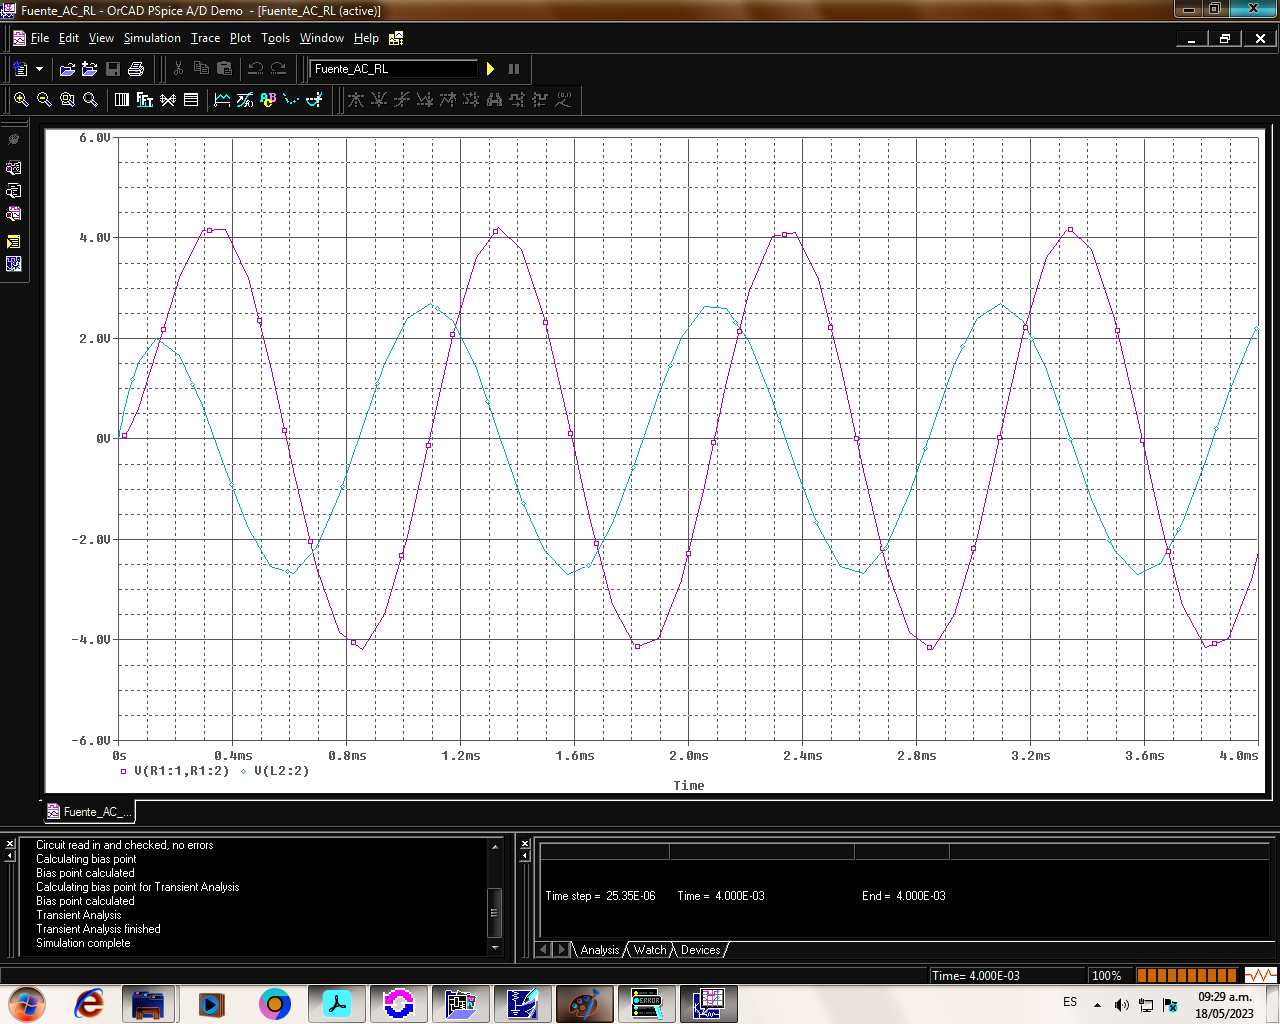 Fuente_AC_RL - OrCAD PSpice A/D Demo - [Fuente_AC_RL (active)]
File Edit View Simulation Trace Plot Tools Window Help
Fuente_AC_RL
FFT
6.0V
4.0V
2.0V
0V
-2.0V
-4.0V
-6.0V
0s 0.4ms 0.8ms 1.2ms 1.6ms 2.0ms 2.4ms 2.8ms 3.2ms 3.6ms 4.0ms
V(R1:1,R1:2) V(L2:2)
Time
Fuente_AC_...
Circuit read in and checked, no errors
Calculating bias point
Bias point calculated
Calculating bias point for Transient Analysis
Bias point calculated
Transient Analysis
Transient Analysis finished
Simulation complete
Time step = 25.35E-06 Time = 4.000E-03 End = 4.000E-03
Analysis Watch Devices
Time= 4.000E-03 100%
ERROR
ES
09:29 a.m.
18/05/2023